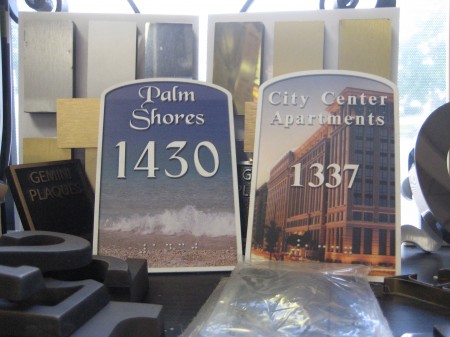 Palm
Shores
1430
City Center
Apartments
1337
GEMINI
PLAQUES